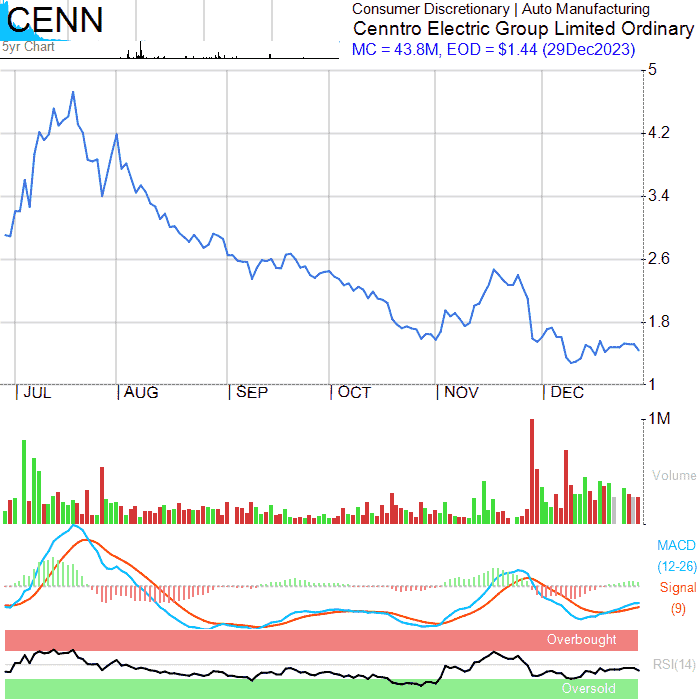 CENN
Consumer Discretionary | Auto Manufacturing
Cenntro Electric Group Limited Ordinary
MC = 43.8M, EOD = $1.44 (29Dec2023)
5yr Chart
5
4.2
3.4
2.6
1.8
1
JUL AUG SEP OCT NOV DEC
1M
Volume
MACD
(12-26)
Signal
(9)
Overbought
RSI(14)
Oversold